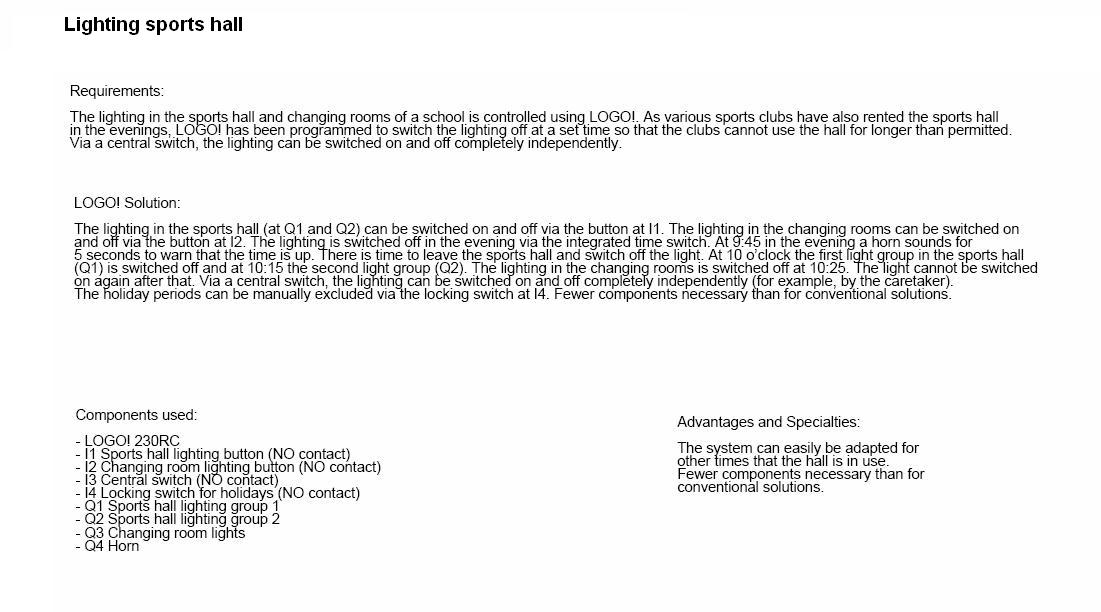 Lighting sports hall
Requirements:
The lighting in the sports hall and changing rooms of a school is controlled using LOGO!. As various sports clubs have also rented the sports hall
in the evenings, LOGO! has been programmed to switch the lighting off at a set time so that the clubs cannot use the hall for longer than permitted.
Via a central switch, the lighting can be switched on and off completely independently.
LOGO! Solution:
The lighting in the sports hall (at Q1 and Q2) can be switched on and off via the button at I1. The lighting in the changing rooms can be switched on
and off via the button at I2. The lighting is switched off in the evening via the integrated time switch. At 9:45 in the evening a horn sounds for
5 seconds to warn that the time is up. There is time to leave the sports hall and switch off the light. At 10 o'clock the first light group in the sports hall
(Q1) is switched off and at 10:15 the second light group (Q2). The lighting in the changing rooms is switched off at 10:25. The light cannot be switched
on again after that. Via a central switch, the lighting can be switched on and off completely independently (for example, by the caretaker).
The holiday periods can be manually excluded via the locking switch at I4. Fewer components necessary than for conventional solutions.
Components used:
- LOGO! 230RC
- I1 Sports hall lighting button (NO contact)
- I2 Changing room lighting button (NO contact)
- I3 Central switch (NO contact)
- I4 Locking switch for holidays (NO contact)
- Q1 Sports hall lighting group 1
- Q2 Sports hall lighting group 2
- Q3 Changing room lights
- Q4 Horn
Advantages and Specialties:
The system can easily be adapted for
other times that the hall is in use.
Fewer components necessary than for
conventional solutions.